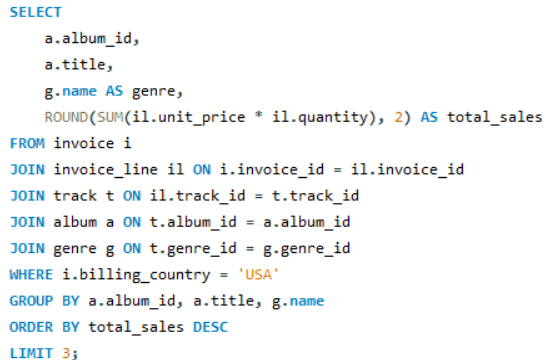 SELECT
    a.album_id,
    a.title,
    g.name AS genre,
    ROUND(SUM(il.unit_price * il.quantity), 2) AS total_sales
FROM invoice i
JOIN invoice_line il ON i.invoice_id = il.invoice_id
JOIN track t ON il.track_id = t.track_id
JOIN album a ON t.album_id = a.album_id
JOIN genre g ON t.genre_id = g.genre_id
WHERE i.billing_country = 'USA'
GROUP BY a.album_id, a.title, g.name
ORDER BY total_sales DESC
LIMIT 3;